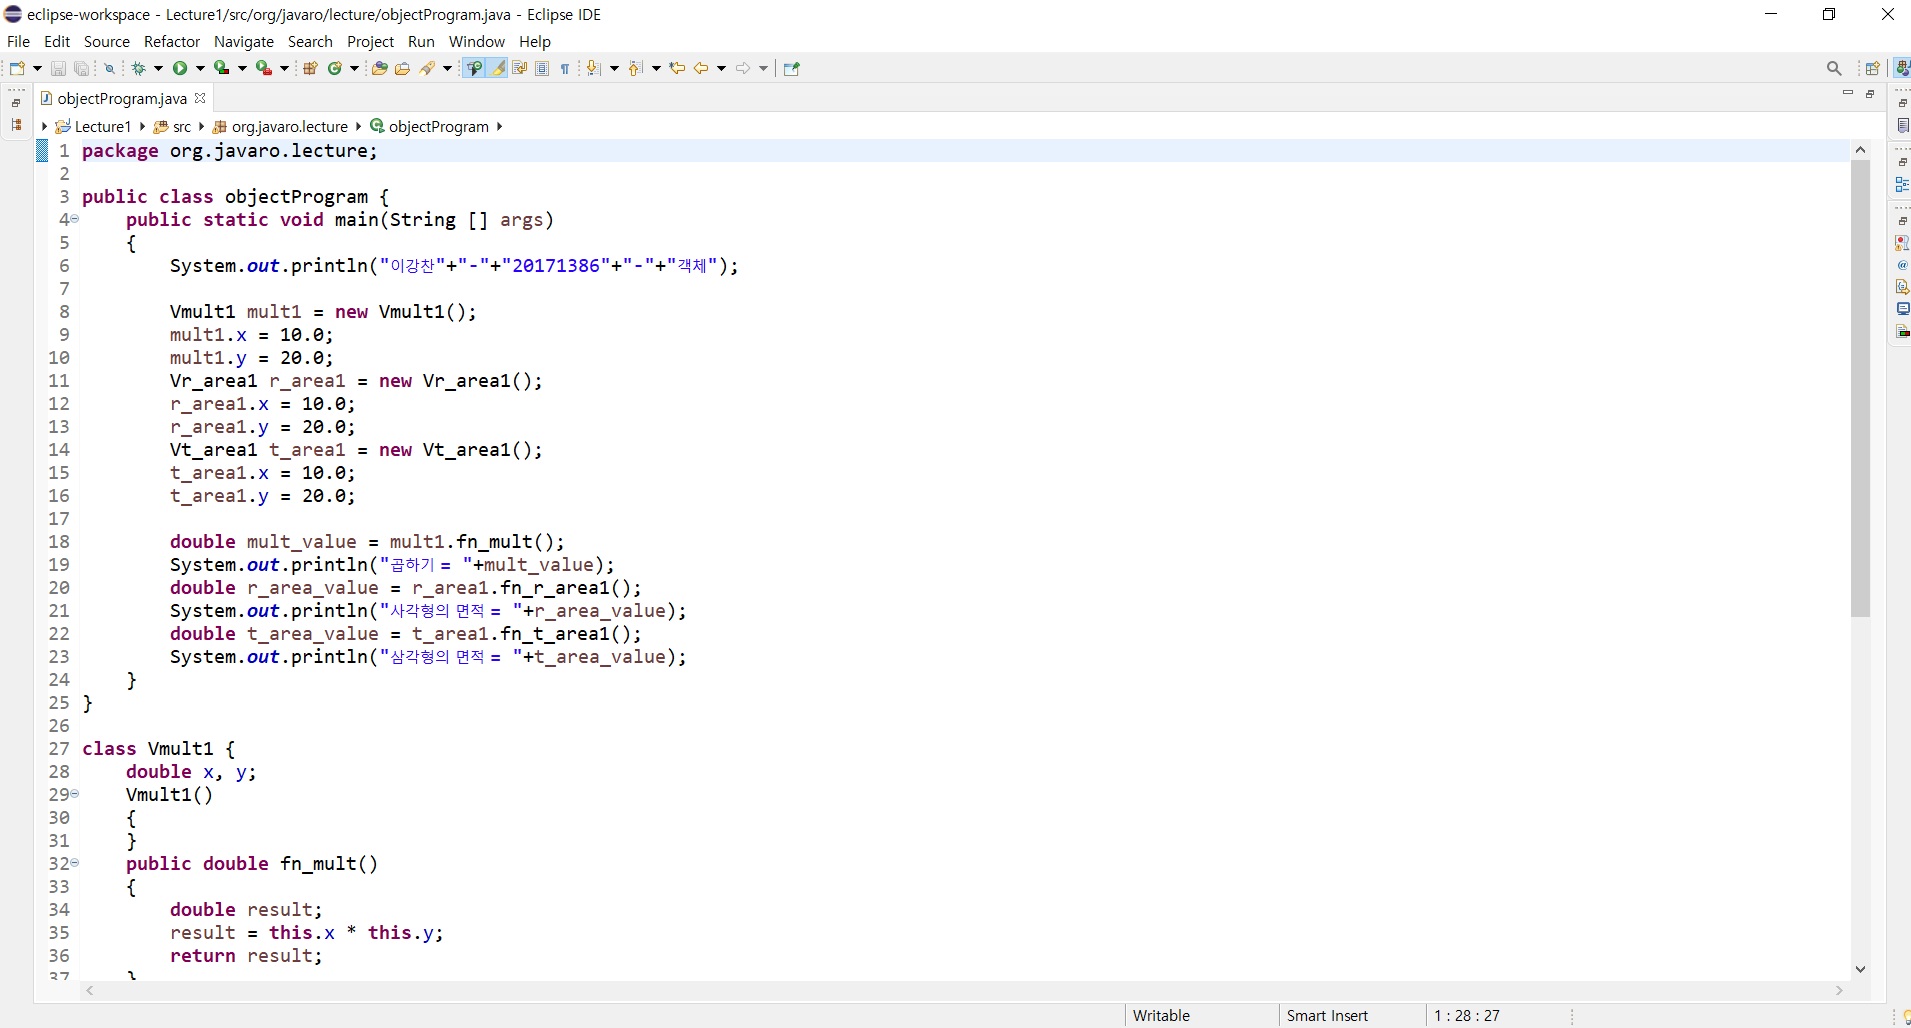 eclipse-workspace - Lecture1/src/org/javaro/lecture/objectProgram.java - Eclipse IDE
File Edit Source Refactor Navigate Search Project Run Window Help
objectProgram.java
Lecture1 src org.javaro.lecture objectProgram
1 package org.javaro.lecture;
2
3 public class objectProgram {
4 public static void main(String [] args)
5 {
6 System.out.println("이강찬"+"-"+"20171386"+"-"+"객체");
7
8 Vmult1 mult1 = new Vmult1();
9 mult1.x = 10.0;
10 mult1.y = 20.0;
11 Vr_area1 r_area1 = new Vr_area1();
12 r_area1.x = 10.0;
13 r_area1.y = 20.0;
14 Vt_area1 t_area1 = new Vt_area1();
15 t_area1.x = 10.0;
16 t_area1.y = 20.0;
17
18 double mult_value = mult1.fn_mult();
19 System.out.println("곱하기 = "+mult_value);
20 double r_area_value = r_area1.fn_r_area1();
21 System.out.println("사각형의 면적 = "+r_area_value);
22 double t_area_value = t_area1.fn_t_area1();
23 System.out.println("삼각형의 면적 = "+t_area_value);
24 }
25 }
26
27 class Vmult1 {
28 double x, y;
29 Vmult1()
30 {
31 }
32 public double fn_mult()
33 {
34 double result;
35 result = this.x * this.y;
36 return result;
37 }
Writable Smart Insert 1 : 28 : 27